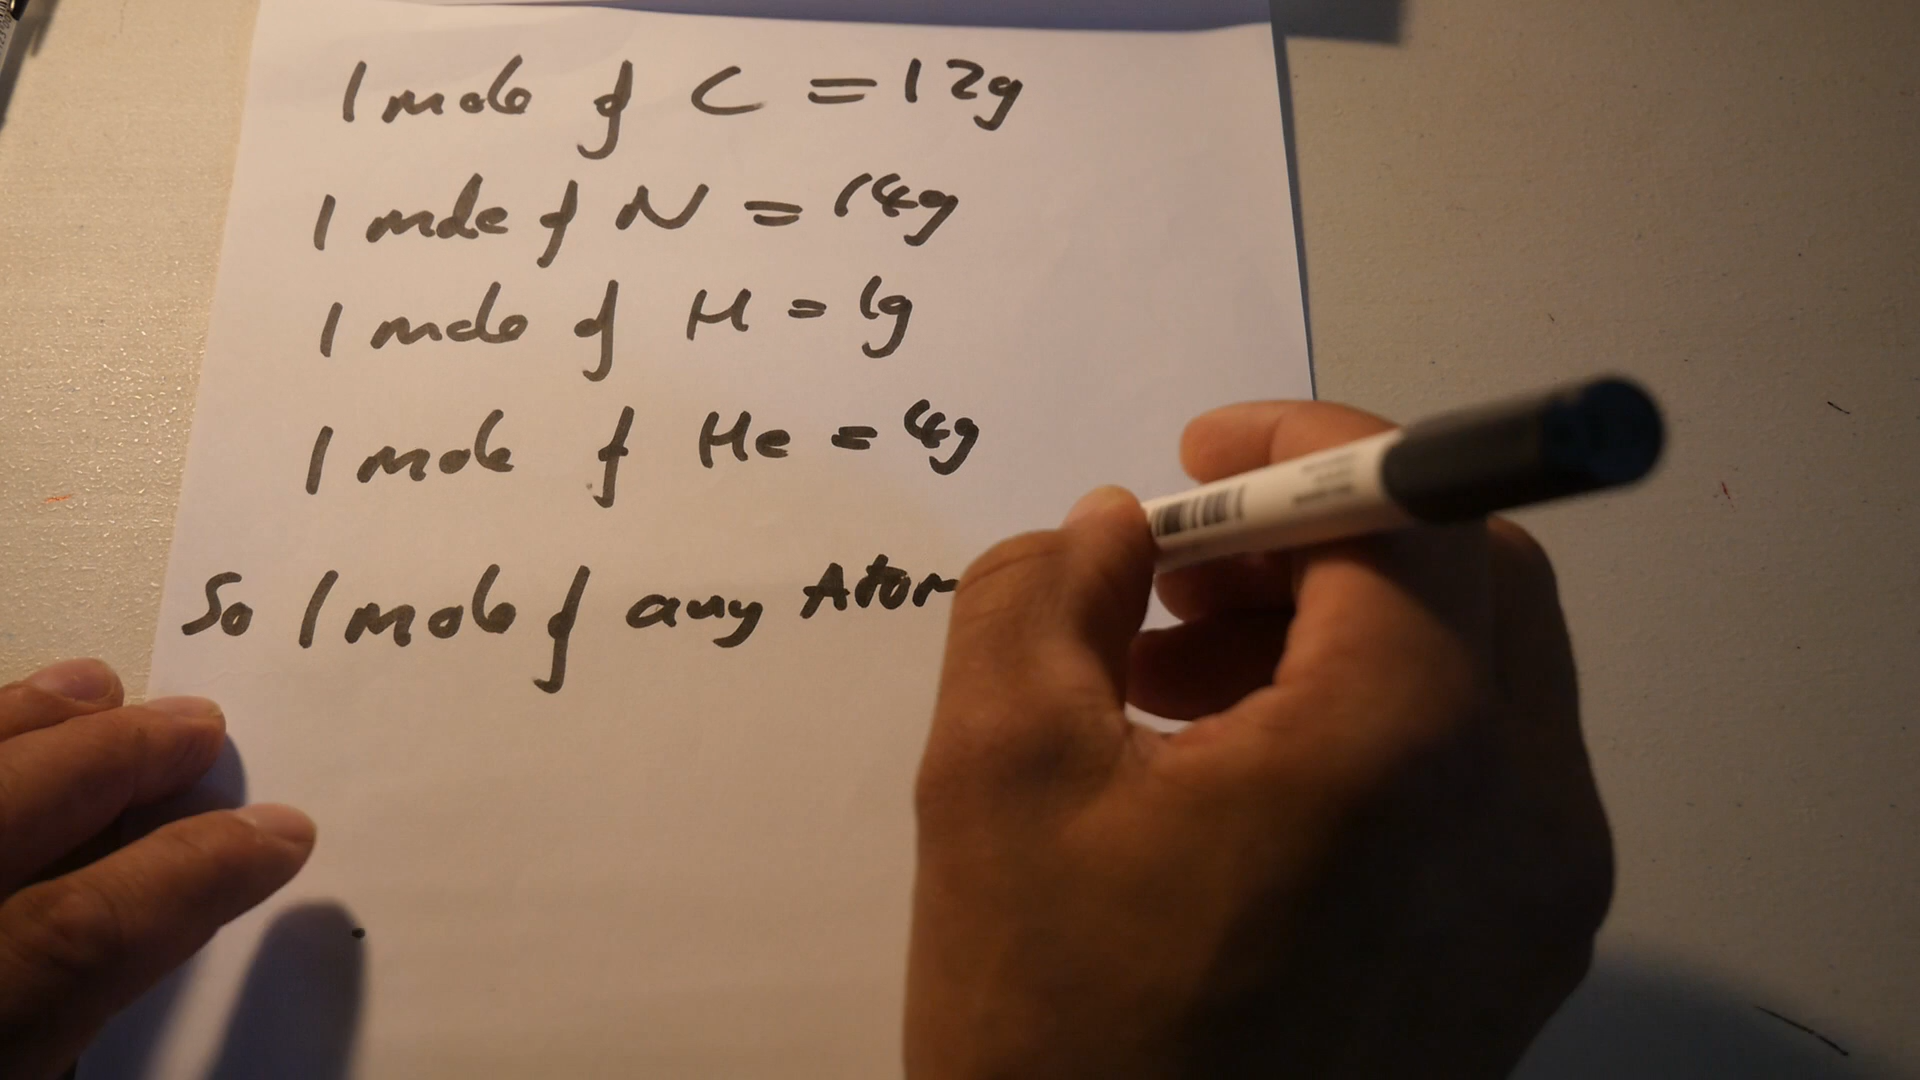 1 mole of C = 12g
1 mole of N = 14g
1 mole of H = 1g
1 mole of He = 4g
So 1 mole of any Atom